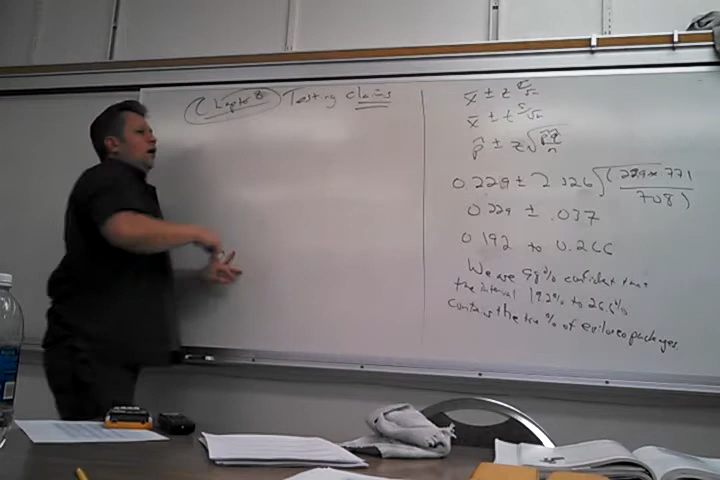 Chapter 8 Testing Claims
x̄ ± z σ/√n
x̄ ± t s/√n
p̂ ± z √(p̂q̂/n)
0.229 ± 2.326 √((.229 × .771)/708)
0.229 ± .037
0.192 to 0.266
We are 98% confident that
the interval 19.2% to 26.6%
contains the true % of packages.